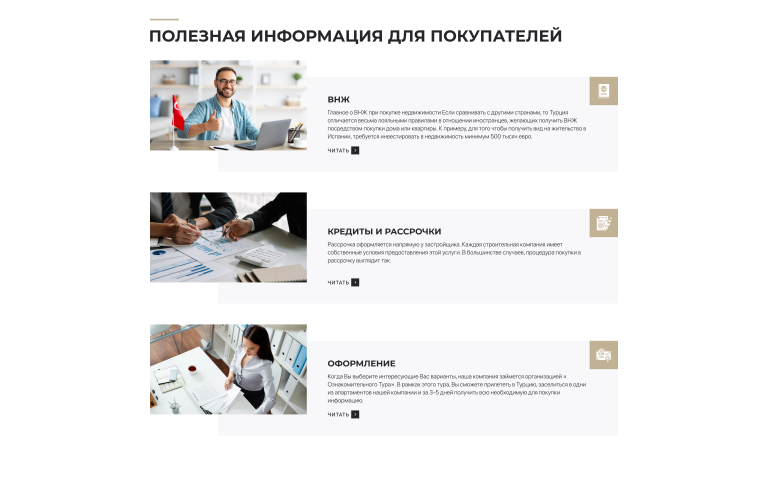 ПОЛЕЗНАЯ ИНФОРМАЦИЯ ДЛЯ ПОКУПАТЕЛЕЙ
ВНЖ
Главное о ВНЖ при покупке недвижимости Если сравнивать с другими странами, то Турция
отличается весьма лояльными правилами в отношении иностранцев, желающих получить ВНЖ
посредством покупки дома или квартиры. К примеру, для того чтобы получить вид на жительство в
Испании, требуется инвестировать в недвижимость минимум 500 тысяч евро.
ЧИТАТЬ
КРЕДИТЫ И РАССРОЧКИ
Рассрочка оформляется напрямую у застройщика. Каждая строительная компания имеет
собственные условия предоставления этой услуги. В большинстве случаев, процедура покупки в
рассрочку выглядит так:
ЧИТАТЬ
ОФОРМЛЕНИЕ
Когда Вы выберите интересующие Вас варианты, наша компания займется организацией «
Ознакомительного Тура». В рамках этого тура, Вы сможете прилететь в Турцию, заселиться в одни
из апартаментов нашей компании и за 3-5 дней получить всю необходимую для покупки
информацию.
ЧИТАТЬ